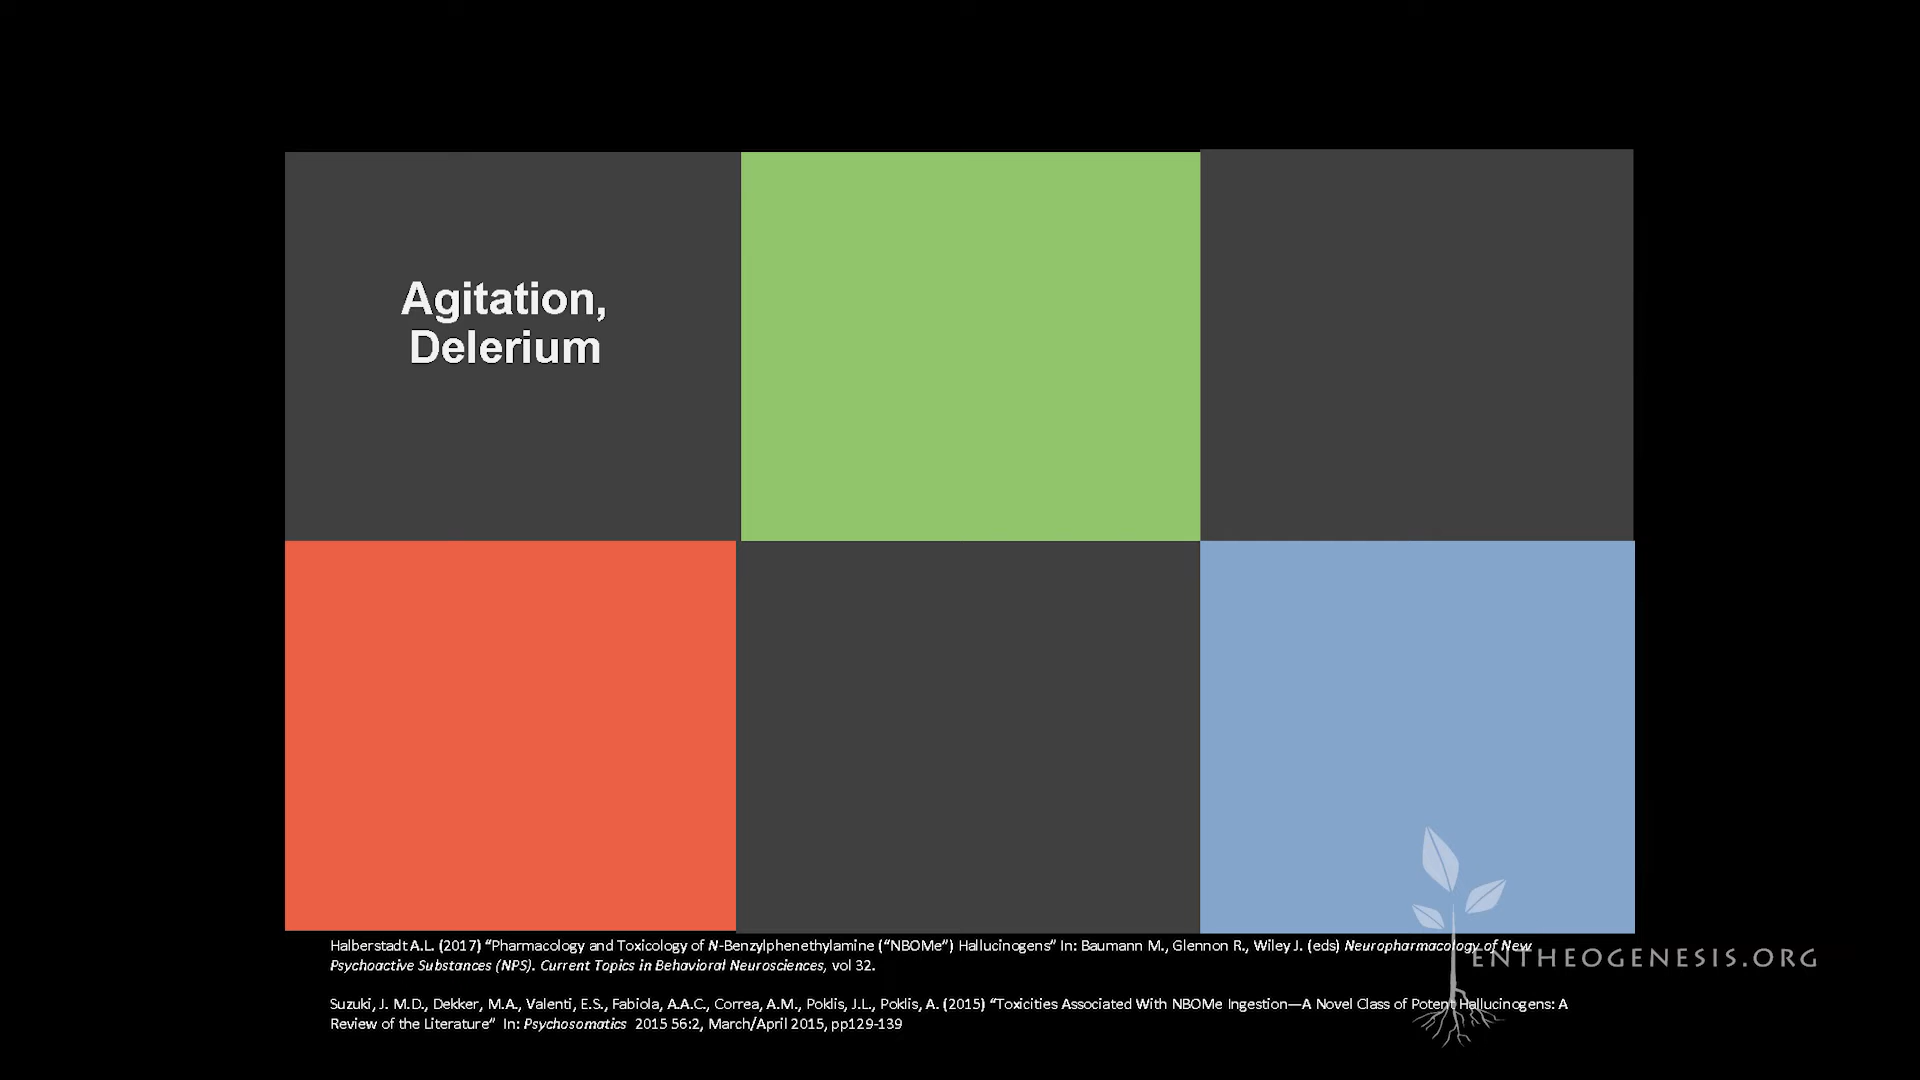 Agitation,
Delerium
Halberstadt A.L. (2017) “Pharmacology and Toxicology of N-Benzylphenethylamine (“NBOMe”) Hallucinogens” In: Baumann M., Glennon R., Wiley J. (eds) Neuropharmacology of New
Psychoactive Substances (NPS). Current Topics in Behavioral Neurosciences, vol 32.
ENTHEOGENESIS.ORG
Suzuki, J. M.D., Dekker, M.A., Valenti, E.S., Fabiola, A.A.C., Correa, A.M., Poklis, J.L., Poklis, A. (2015) “Toxicities Associated With NBOMe Ingestion—A Novel Class of Potent Hallucinogens: A
Review of the Literature” In: Psychosomatics 2015 56:2, March/April 2015, pp129-139